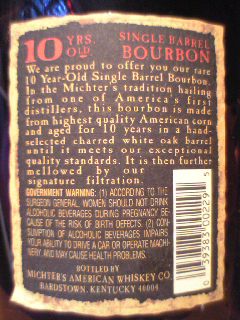 10 YRS. OLD SINGLE BARREL BOURBON
We are proud to offer you our rare
10 Year-Old Single Barrel Bourbon.
In the Michter's tradition hailing
from one of America's first
distillers, this bourbon is made
from highest quality American corn
and aged for 10 years in a hand-
selected charred white oak barrel
until it meets our exceptional
quality standards. It is then further
mellowed by our
signature filtration.
GOVERNMENT WARNING: (1) ACCORDING TO THE
SURGEON GENERAL, WOMEN SHOULD NOT DRINK
ALCOHOLIC BEVERAGES DURING PREGNANCY BE-
CAUSE OF THE RISK OF BIRTH DEFECTS. (2) CON-
SUMPTION OF ALCOHOLIC BEVERAGES IMPAIRS
YOUR ABILITY TO DRIVE A CAR OR OPERATE MACHI-
NERY, AND MAY CAUSE HEALTH PROBLEMS.
BOTTLED BY
MICHTER'S AMERICAN WHISKEY CO.
BARDSTOWN, KENTUCKY 40004